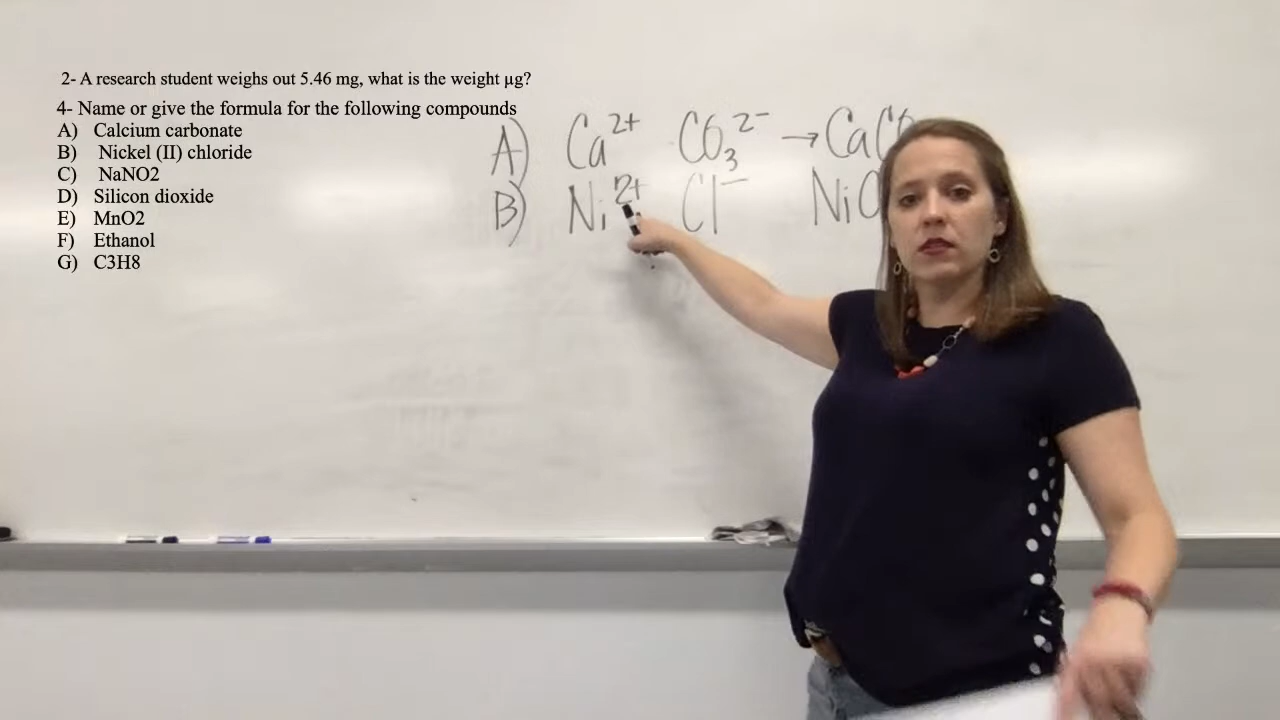 2- A research student weighs out 5.46 mg, what is the weight µg?
4- Name or give the formula for the following compounds
A) Calcium carbonate
B) Nickel (II) chloride
C) NaNO2
D) Silicon dioxide
E) MnO2
F) Ethanol
G) C3H8
A) Ca²⁺ CO₃²⁻ → CaCO
B) Ni²⁺ Cl⁻ NiC